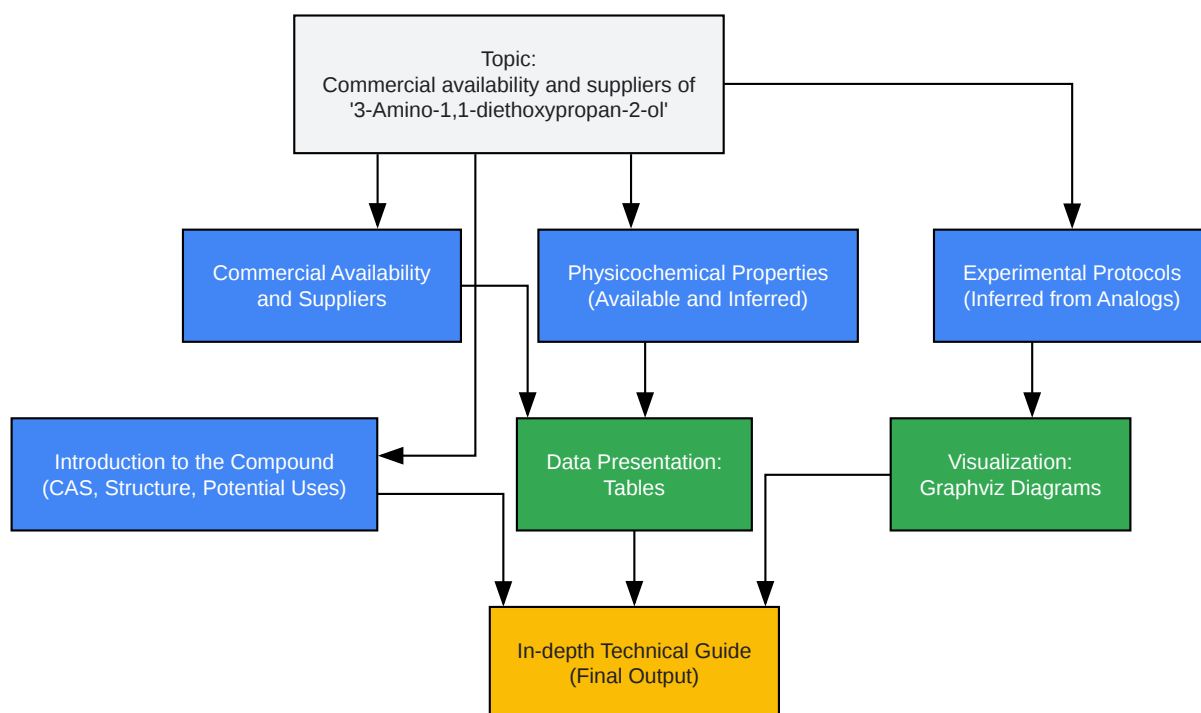 Topic:
Commercial availability and suppliers of
'3-Amino-1,1-diethoxypropan-2-ol'
Commercial Availability
and Suppliers
Physicochemical Properties
(Available and Inferred)
Experimental Protocols
(Inferred from Analogs)
Introduction to the Compound
(CAS, Structure, Potential Uses)
Data Presentation:
Tables
Visualization:
Graphviz Diagrams
In-depth Technical Guide
(Final Output)